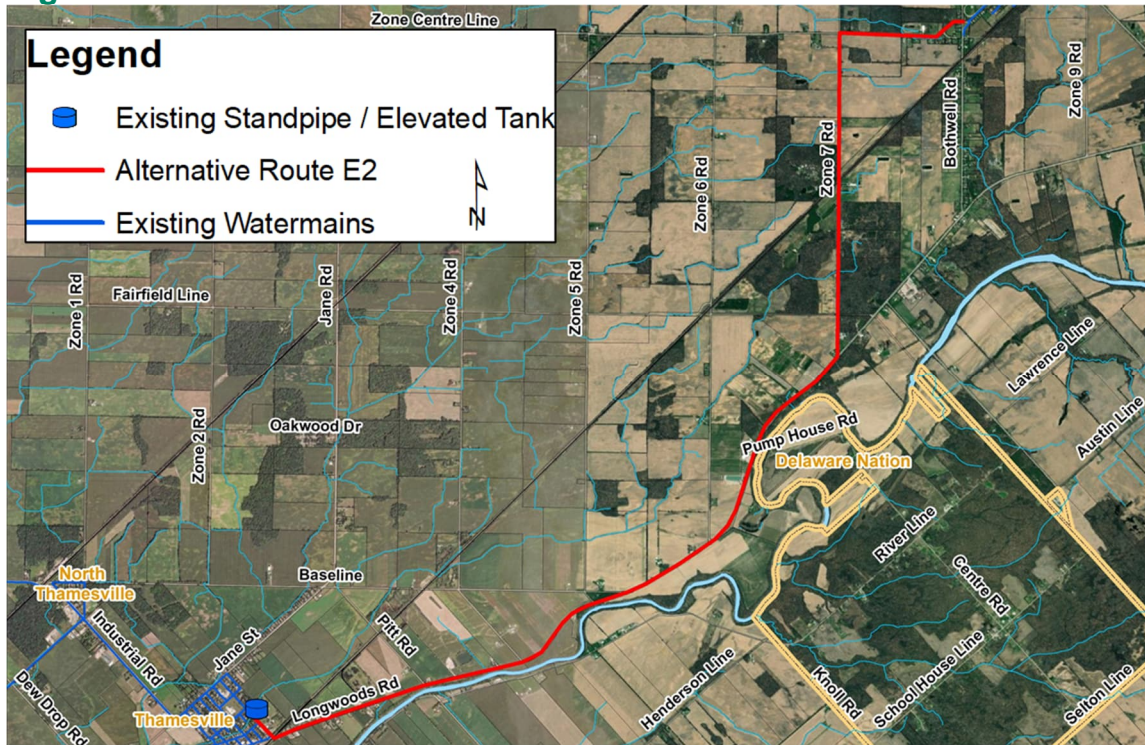 Zone Centre Line
Legend
Existing Standpipe / Elevated Tank
Alternative Route E2
Existing Watermains
N
Zone 7 Rd
Bothwell Rd
Zone 9 Rd
Zone 6 Rd
Zone 1 Rd
Fairfield Line
Jane Rd
Zone 4 Rd
Zone 5 Rd
Lawrence Line
Zone 2 Rd
Oakwood Dr
Pump House Rd
Delaware Nation
Austin Line
River Line
North
Thamesville
Baseline
Centre Rd
Industrial Rd
Jane St
Pitt Rd
Dew Drop Rd
Thamesville
Longwoods Rd
Henderson Line
Knoll Rd
School House Line
Selton Line